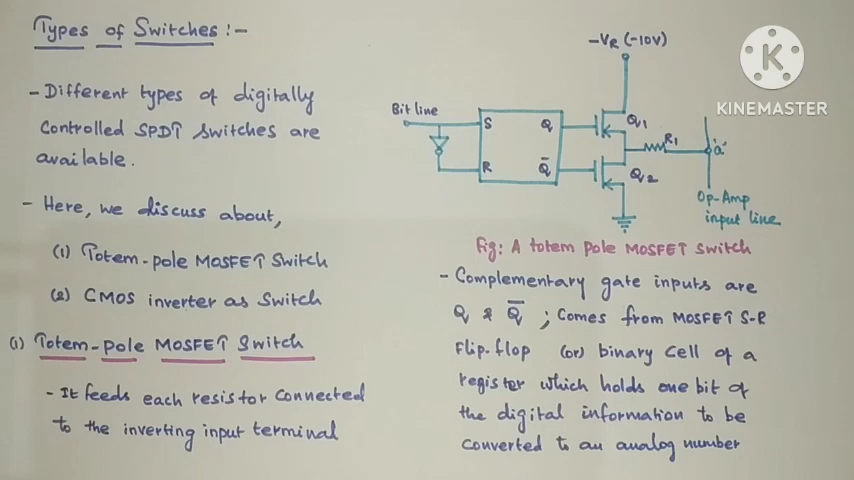 Types of Switches :-
- Different types of digitally
controlled SPDT switches are
available.
- Here, we discuss about,
(1) Totem-pole MOSFET Switch
(2) CMOS inverter as Switch
(1) Totem-pole MOSFET Switch
- It feeds each resistor connected
to the inverting input terminal
-VR (-10V)
Bit line
S
Q
Q1
R1
'a'
R
Q̅
Q2
Op-Amp
input line
Fig: A totem pole MOSFET Switch
- Complementary gate inputs are
Q & Q̅ ; Comes from MOSFET S-R
flip-flop (or) binary cell of a
register which holds one bit of
the digital information to be
converted to an analog number
K
KINEMASTER